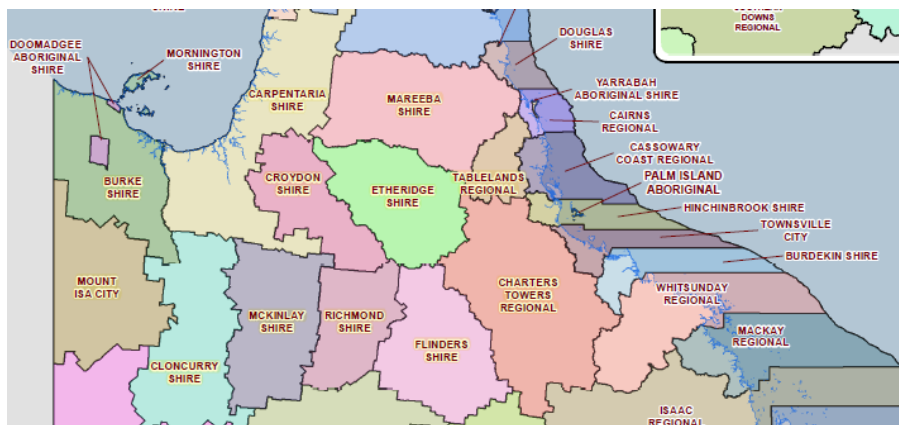 SHIRE
DOWNS
REGIONAL
DOOMADGEE
ABORIGINAL
SHIRE
MORNINGTON
SHIRE
DOUGLAS
SHIRE
CARPENTARIA
SHIRE
MAREEBA
SHIRE
YARRABAH
ABORIGINAL SHIRE
CAIRNS
REGIONAL
CASSOWARY
COAST REGIONAL
BURKE
SHIRE
CROYDON
SHIRE
ETHERIDGE
SHIRE
TABLELANDS
REGIONAL
PALM ISLAND
ABORIGINAL
HINCHINBROOK SHIRE
TOWNSVILLE
CITY
BURDEKIN SHIRE
MOUNT
ISA CITY
CHARTERS
TOWERS
REGIONAL
WHITSUNDAY
REGIONAL
MCKINLAY
SHIRE
RICHMOND
SHIRE
FLINDERS
SHIRE
MACKAY
REGIONAL
CLONCURRY
SHIRE
ISAAC
REGIONAL